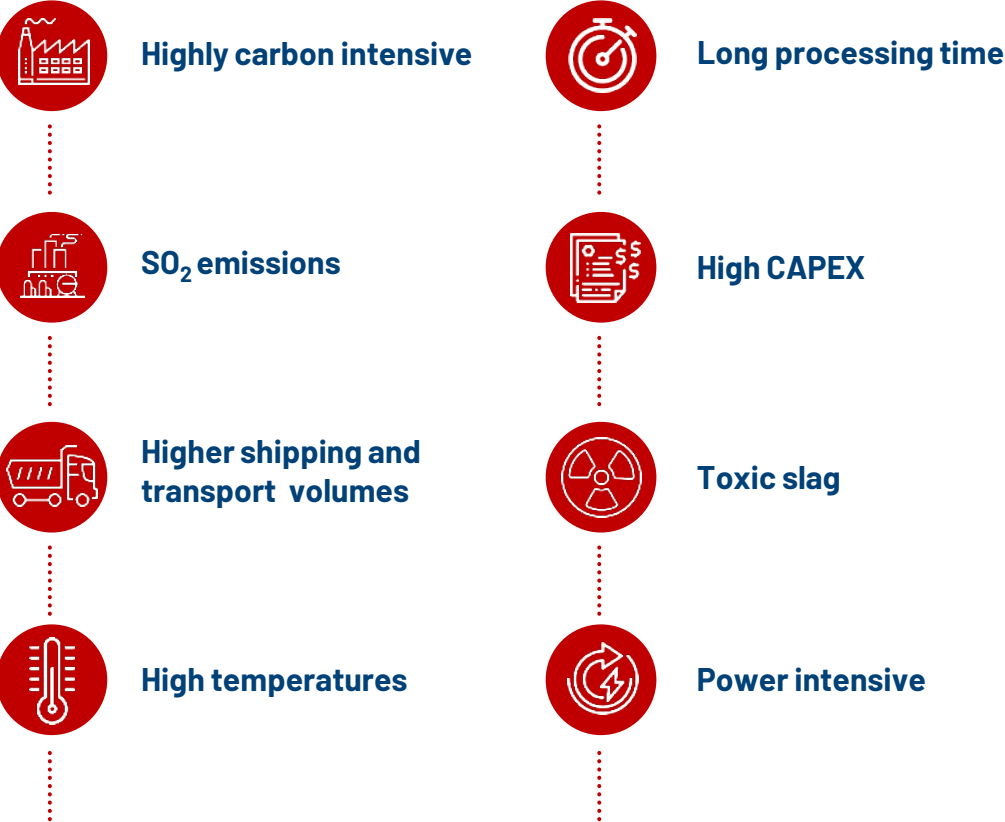 Highly carbon intensive
SO₂ emissions
Higher shipping and
transport volumes
High temperatures
Long processing time
High CAPEX
Toxic slag
Power intensive